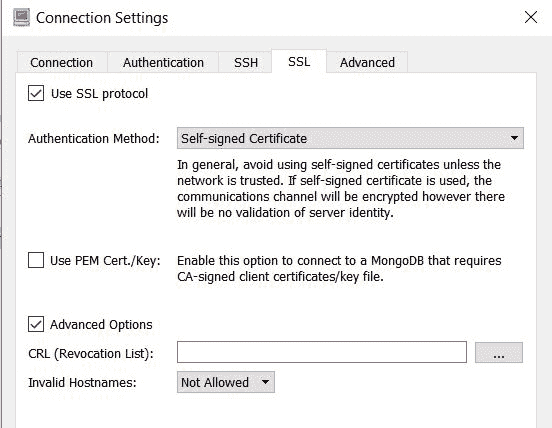 Connection Settings
Connection Authentication SSH SSL Advanced
Use SSL protocol
Authentication Method: Self-signed Certificate
In general, avoid using self-signed certificates unless the
network is trusted. If self-signed certificate is used, the
communications channel will be encrypted however there
will be no validation of server identity.
Use PEM Cert./Key: Enable this option to connect to a MongoDB that requires
CA-signed client certificates/key file.
Advanced Options
CRL (Revocation List): ...
Invalid Hostnames: Not Allowed